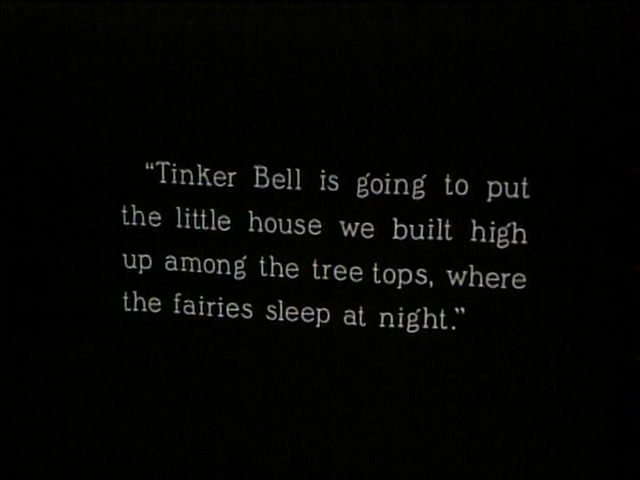 “Tinker Bell is going to put
the little house we built high
up among the tree tops, where
the fairies sleep at night.”